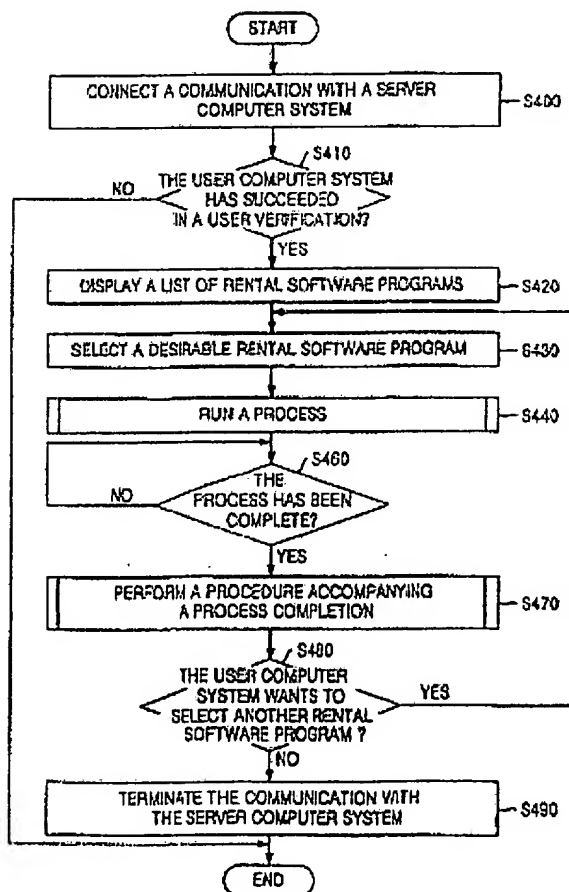 START
CONNECT A COMMUNICATION WITH A SERVER
COMPUTER SYSTEM
S400
S410
NO
THE USER COMPUTER SYSTEM
HAS SUCCEEDED
IN A USER VERIFICATION?
YES
DISPLAY A LIST OF RENTAL SOFTWARE PROGRAMS
S420
SELECT A DESIRABLE RENTAL SOFTWARE PROGRAM
S430
RUN A PROCESS
S440
S460
NO
THE
PROCESS HAS BEEN
COMPLETE?
YES
PERFORM A PROCEDURE ACCOMPANYING
A PROCESS COMPLETION
S470
S480
THE USER COMPUTER
SYSTEM WANTS TO
SELECT ANOTHER RENTAL
SOFTWARE PROGRAM ?
YES
NO
TERMINATE THE COMMUNICATION WITH
THE SERVER COMPUTER SYSTEM
S490
END